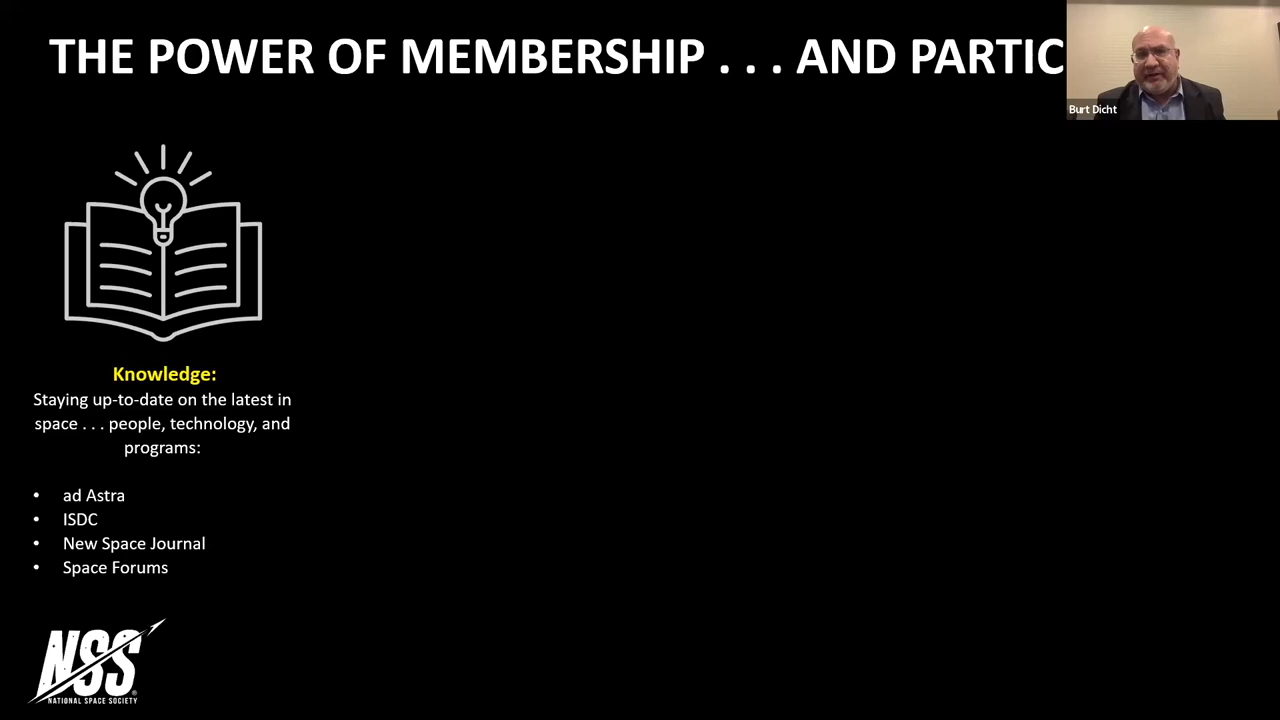 THE POWER OF MEMBERSHIP . . . AND PARTIC
Burt Dicht
Knowledge:
Staying up-to-date on the latest in
space . . . people, technology, and
programs:
• ad Astra
• ISDC
• New Space Journal
• Space Forums
NSS
NATIONAL SPACE SOCIETY